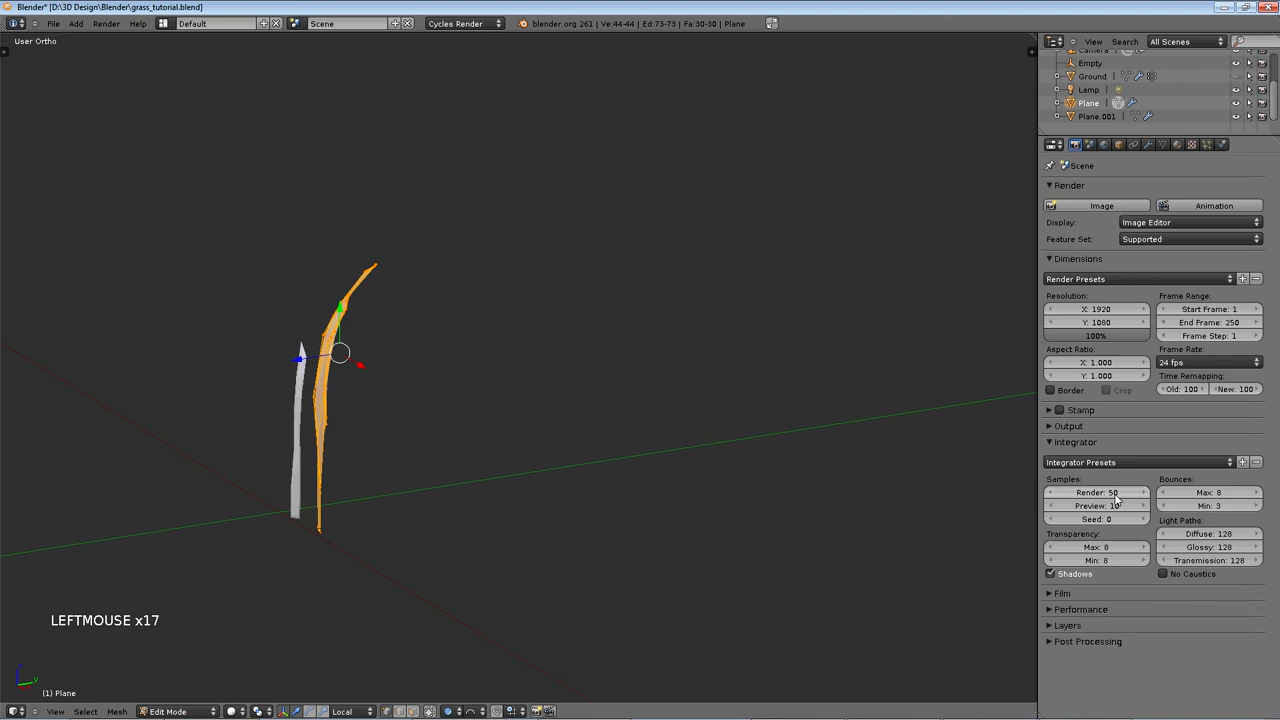 Blender* [D:\3D Design\Blender\grass_tutorial.blend]
File Add Render Help Default Scene Cycles Render blender.org 261 | Ve:44-44 | Ed:73-73 | Fa:30-30 | Plane
View Search All Scenes
User Ortho
Camera
Empty
Ground
Lamp
Plane
Plane.001
Scene
Render
Image Animation
Display: Image Editor
Feature Set: Supported
Dimensions
Render Presets
Resolution: Frame Range:
X: 1920 Start Frame: 1
Y: 1080 End Frame: 250
100% Frame Step: 1
Aspect Ratio: Frame Rate:
X: 1.000 24 fps
Y: 1.000 Time Remapping:
Border Crop Old: 100 New: 100
Stamp
Output
Integrator
Integrator Presets
Samples: Bounces:
Render: 50 Max: 8
Preview: 10 Min: 3
Seed: 0 Light Paths:
Transparency: Diffuse: 128
Max: 8 Glossy: 128
Min: 8 Transmission: 128
Shadows No Caustics
Film
Performance
Layers
Post Processing
LEFTMOUSE x17
z
y
(1) Plane
View Select Mesh Edit Mode Local